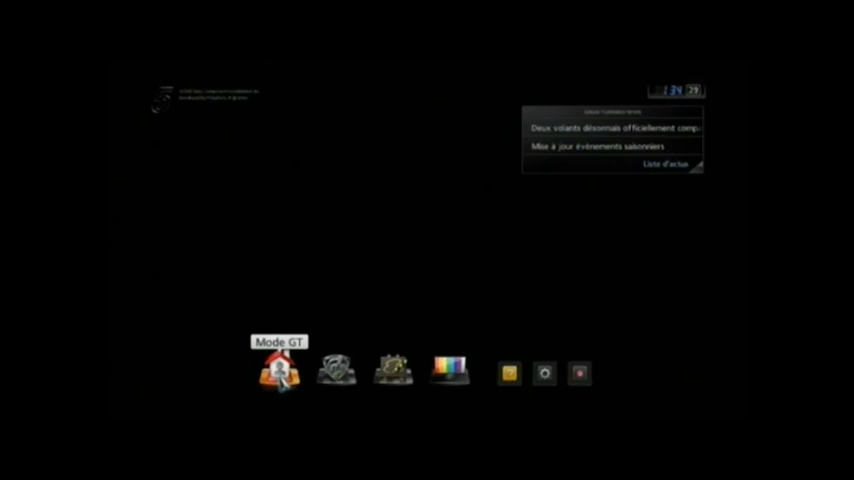 1:34 29
Deux volants désormais officiellement comp
Mise à jour événements saisonniers
Liste d'actus
Mode GT